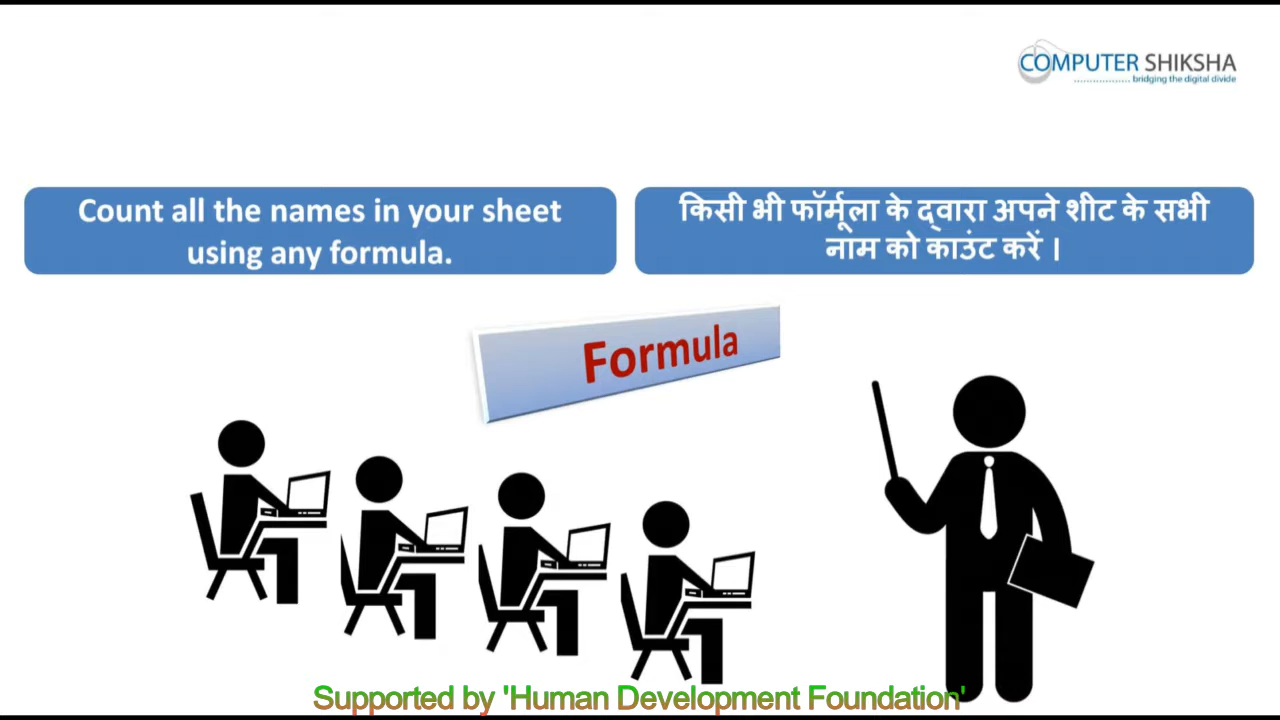 COMPUTER SHIKSHA
.................. bridging the digital divide
Count all the names in your sheet
using any formula.
किसी भी फॉर्मूला के द्वारा अपने शीट के सभी
नाम को काउंट करें ।
Formula
Supported by 'Human Development Foundation'